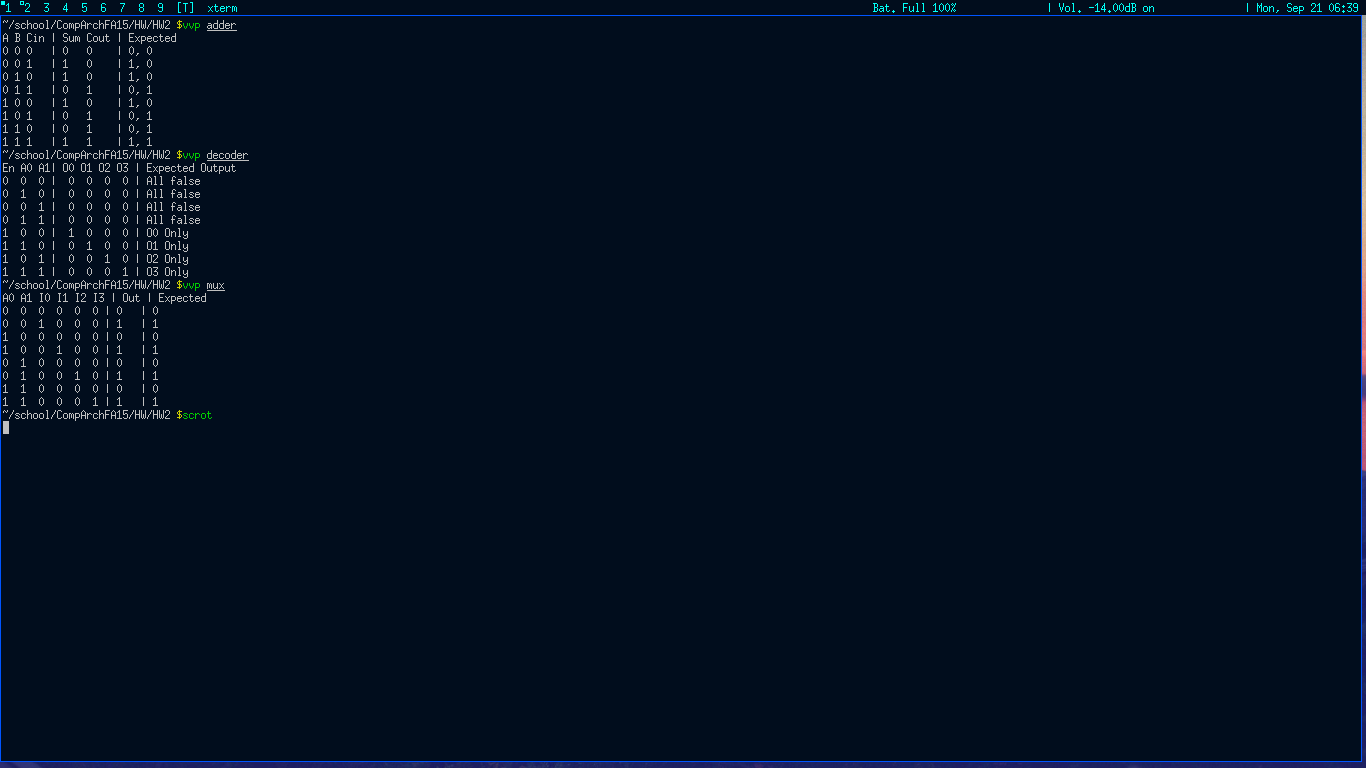 1 2 3 4 5 6 7 8 9 [T] xterm Bat. Full 100% | Vol. -14.00dB on | Mon, Sep 21 06:39
~/school/CompArchFA15/HW/HW2 $vvp adder
A B Cin | Sum Cout | Expected
0 0 0 | 0 0 | 0, 0
0 0 1 | 1 0 | 1, 0
0 1 0 | 1 0 | 1, 0
0 1 1 | 0 1 | 0, 1
1 0 0 | 1 0 | 1, 0
1 0 1 | 0 1 | 0, 1
1 1 0 | 0 1 | 0, 1
1 1 1 | 1 1 | 1, 1
~/school/CompArchFA15/HW/HW2 $vvp decoder
En A0 A1| O0 O1 O2 O3 | Expected Output
0 0 0 | 0 0 0 0 | All false
0 1 0 | 0 0 0 0 | All false
0 0 1 | 0 0 0 0 | All false
0 1 1 | 0 0 0 0 | All false
1 0 0 | 1 0 0 0 | O0 Only
1 1 0 | 0 1 0 0 | O1 Only
1 0 1 | 0 0 1 0 | O2 Only
1 1 1 | 0 0 0 1 | O3 Only
~/school/CompArchFA15/HW/HW2 $vvp mux
A0 A1 I0 I1 I2 I3 | Out | Expected
0 0 0 0 0 0 | 0 | 0
0 0 1 0 0 0 | 1 | 1
1 0 0 0 0 0 | 0 | 0
1 0 0 1 0 0 | 1 | 1
0 1 0 0 0 0 | 0 | 0
0 1 0 0 1 0 | 1 | 1
1 1 0 0 0 0 | 0 | 0
1 1 0 0 0 1 | 1 | 1
~/school/CompArchFA15/HW/HW2 $scrot